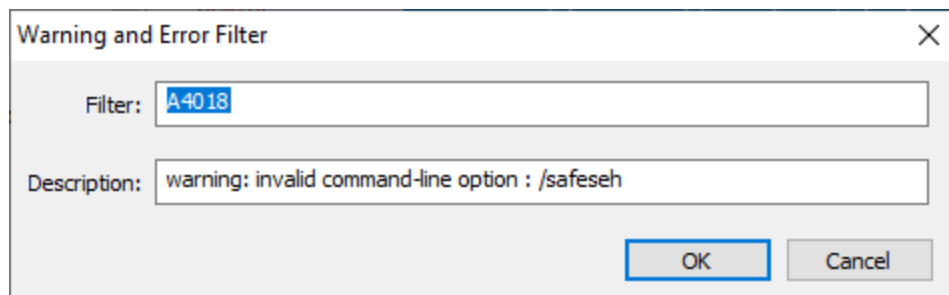 Warning and Error Filter
Filter: A4018
Description: warning: invalid command-line option : /safeseh
OK Cancel